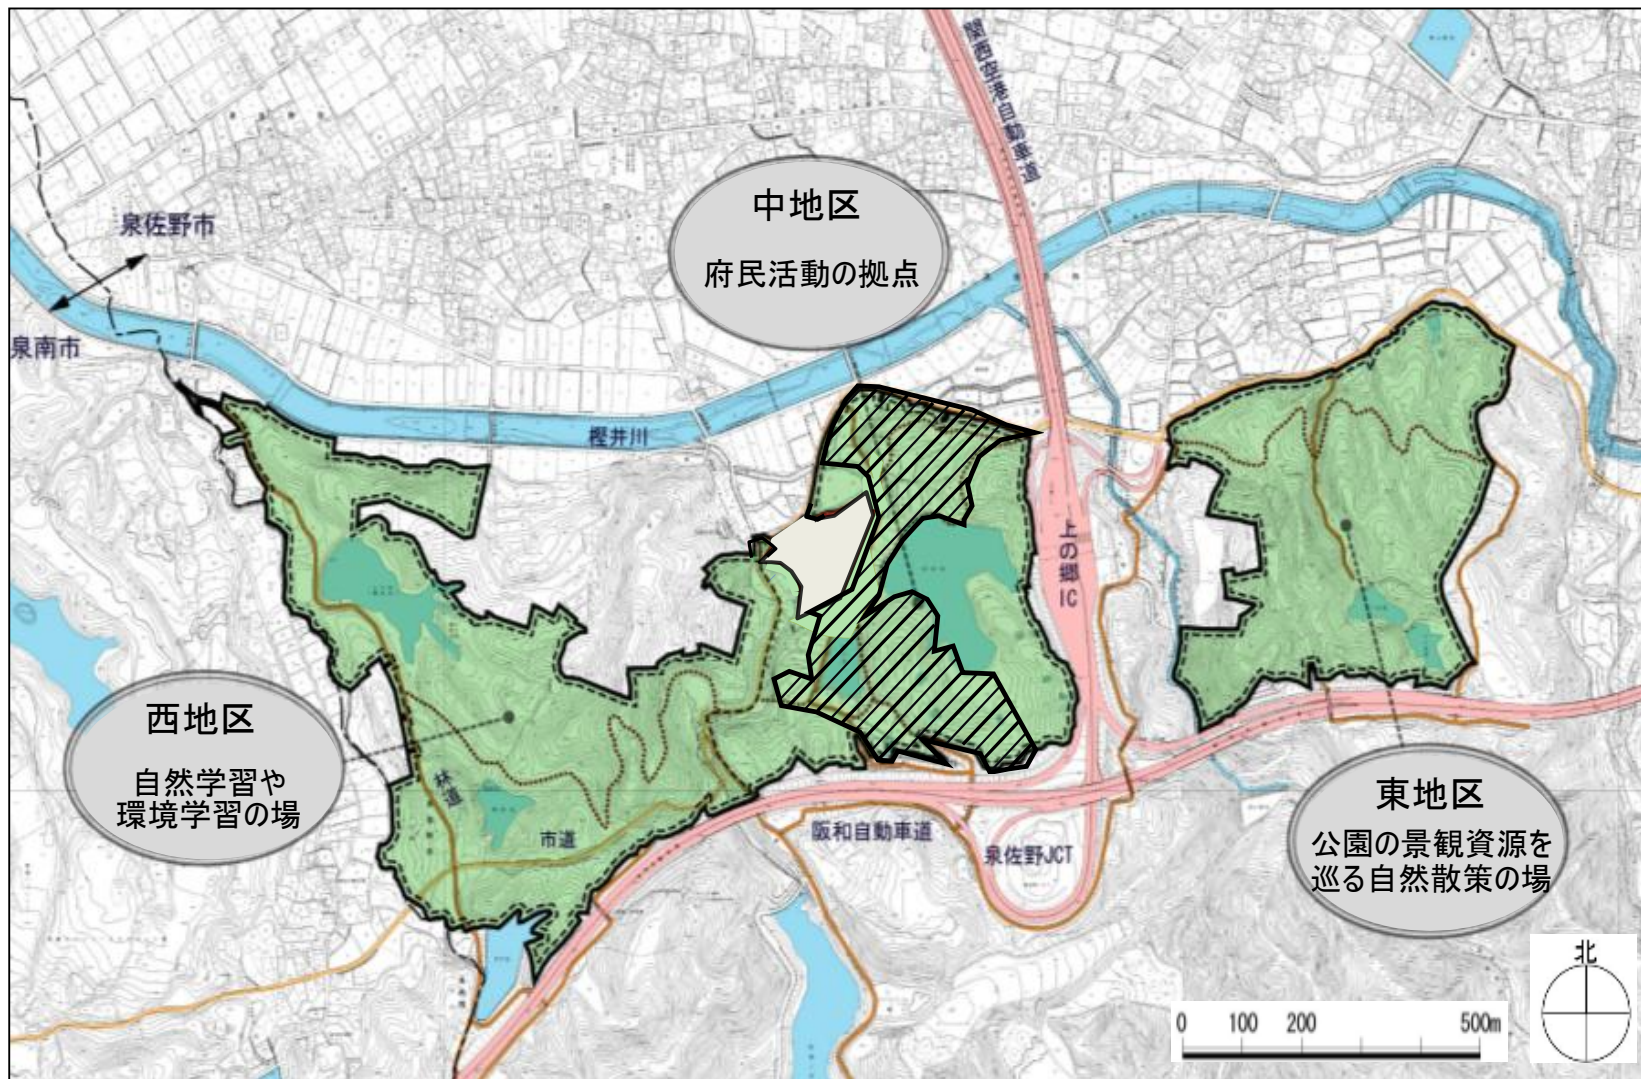 関西空港自動車道
中地区
府民活動の拠点
泉佐野市
泉南市
樫井川
上の郷IC
西地区
自然学習や
環境学習の場
林道
市道
阪和自動車道
泉佐野JCT
東地区
公園の景観資源を
巡る自然散策の場
北
0 100 200 500m